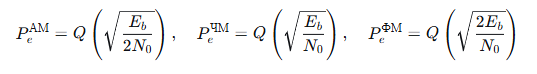 P_e^{АМ} = Q ( √( E_b / 2N_0 ) ) , P_e^{ЧМ} = Q ( √( E_b / N_0 ) ) , P_e^{ФМ} = Q ( √( 2E_b / N_0 ) )